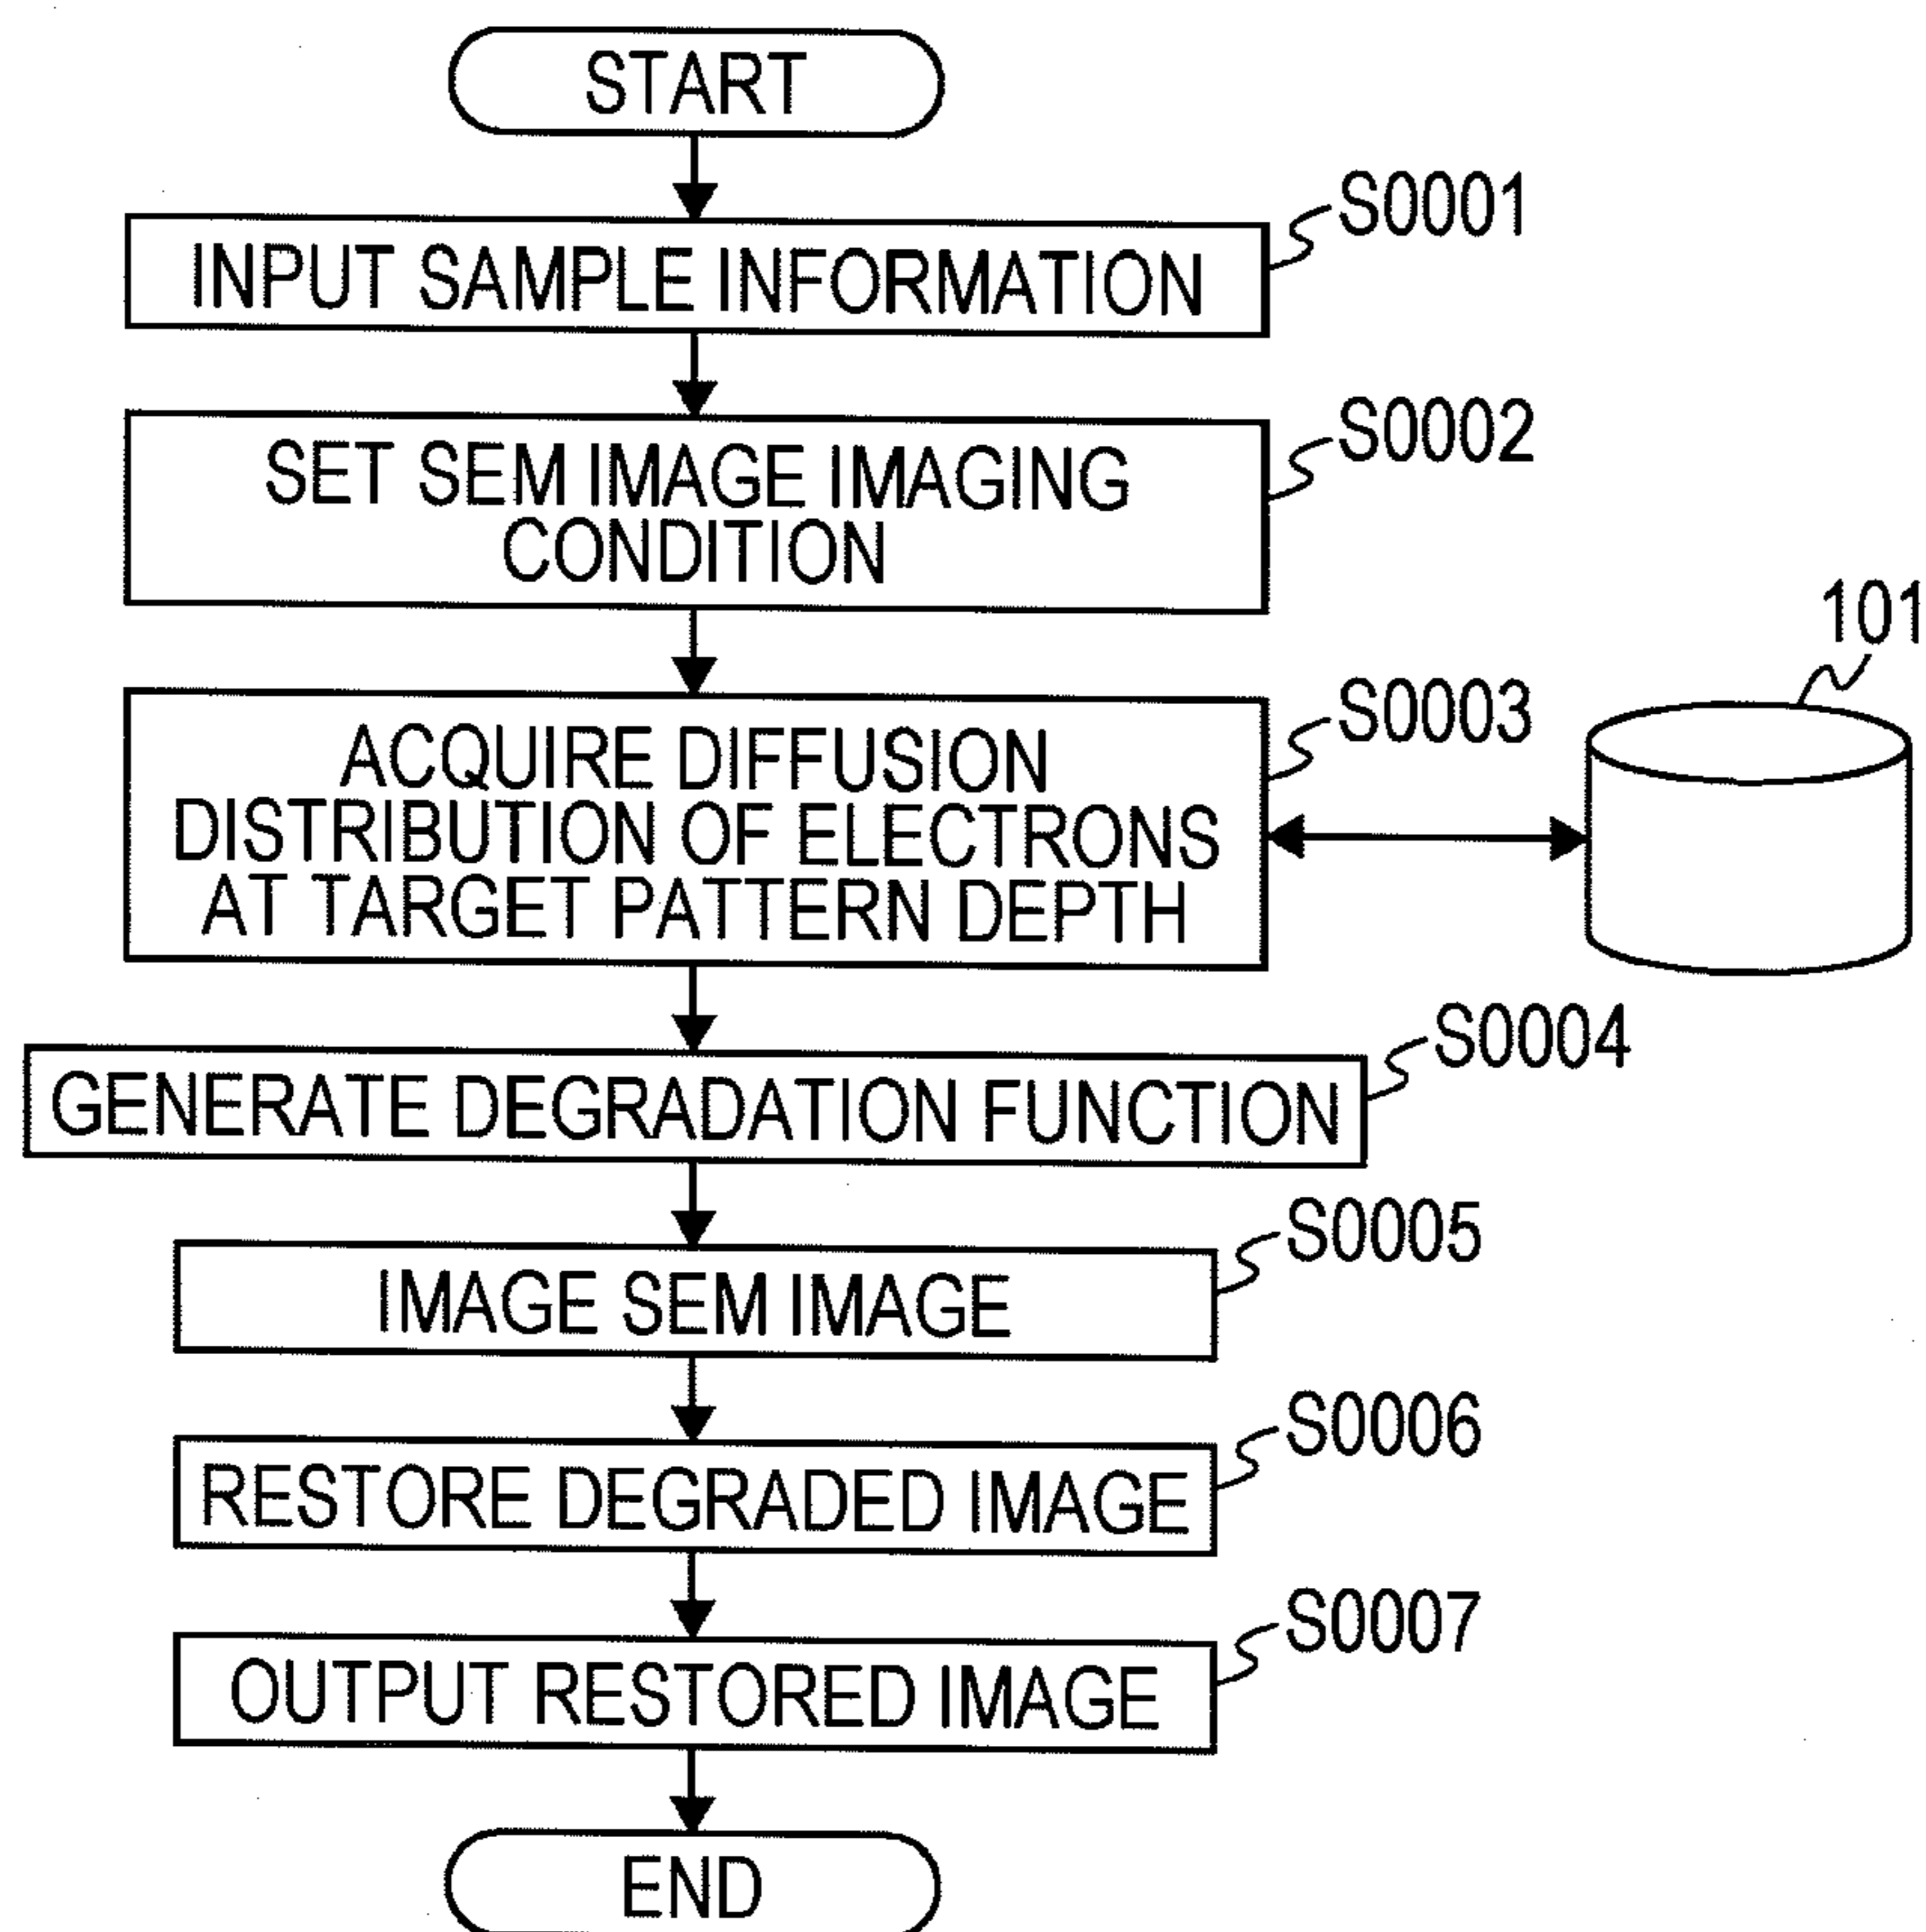 START
S0001
INPUT SAMPLE INFORMATION
S0002
SET SEM IMAGE IMAGING
CONDITION
101
S0003
ACQUIRE DIFFUSION
DISTRIBUTION OF ELECTRONS
AT TARGET PATTERN DEPTH
S0004
GENERATE DEGRADATION FUNCTION
S0005
IMAGE SEM IMAGE
S0006
RESTORE DEGRADED IMAGE
S0007
OUTPUT RESTORED IMAGE
END